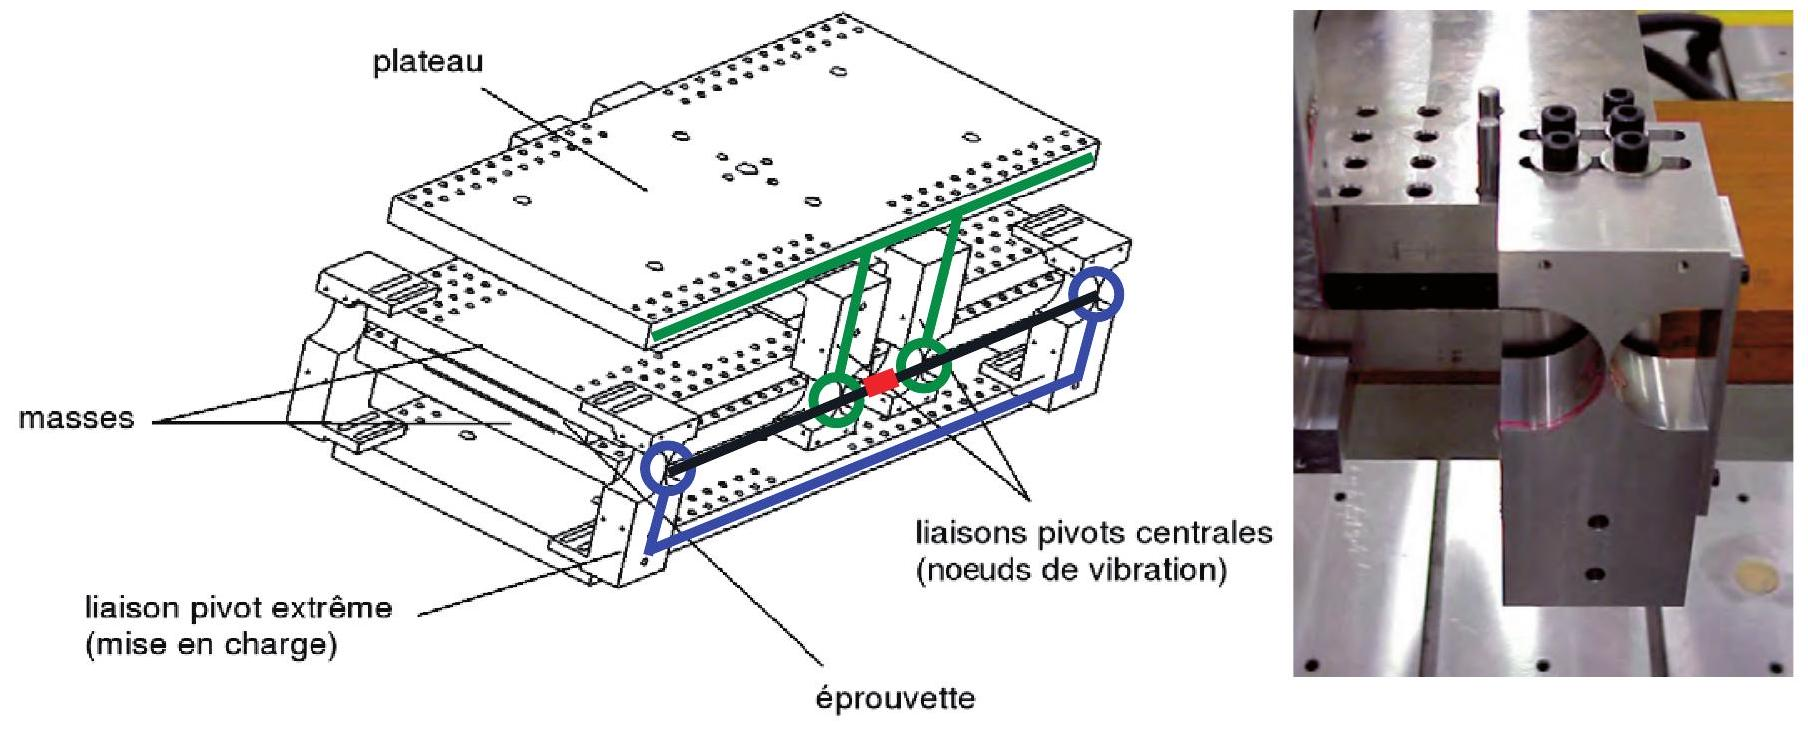 plateau
masses
liaisons pivots centrales
(noeuds de vibration)
liaison pivot extrême
(mise en charge)
éprouvette